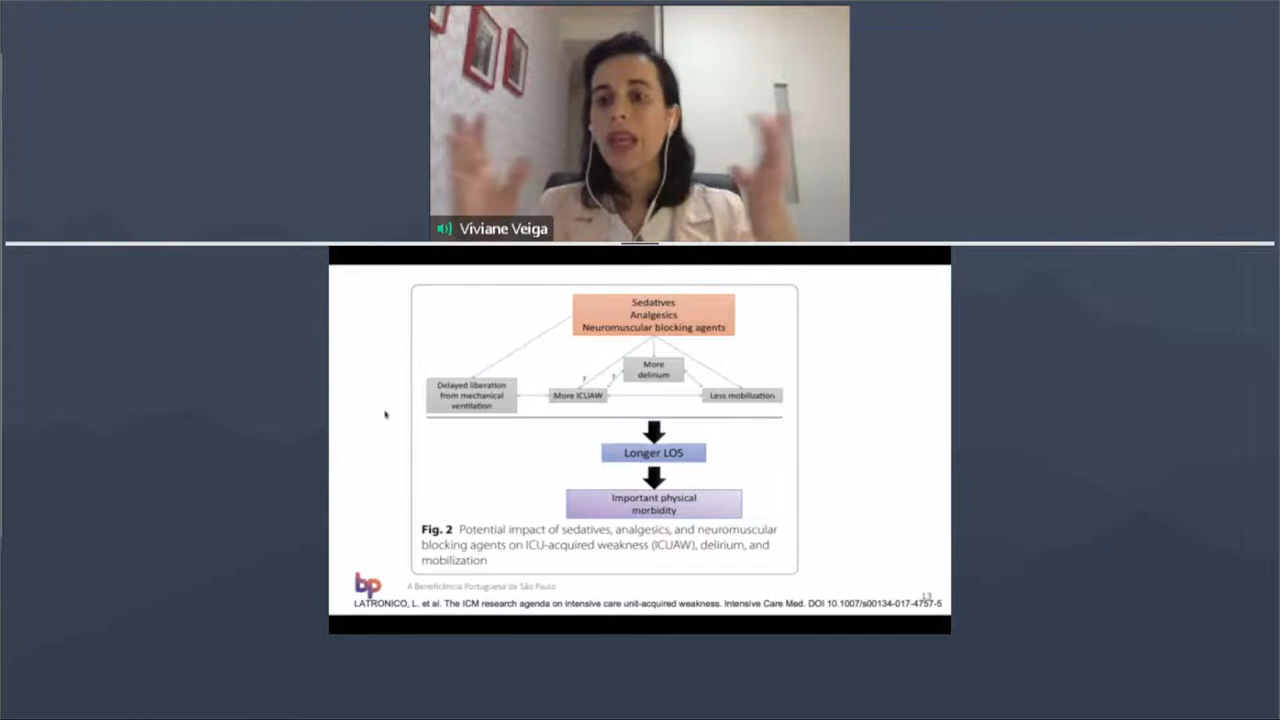 Viviane Veiga
Sedatives
Analgesics
Neuromuscular blocking agents
More
delirium
?
?
Delayed liberation
from mechanical
ventilation
More ICUAW
Less mobilization
Longer LOS
Important physical
morbidity
Fig. 2 Potential impact of sedatives, analgesics, and neuromuscular
blocking agents on ICU-acquired weakness (ICUAW), delirium, and
mobilization
bp
A Beneficência Portuguesa de São Paulo
13
LATRONICO, L. et al. The ICM research agenda on intensive care unit-acquired weakness. Intensive Care Med. DOI 10.1007/s00134-017-4757-5